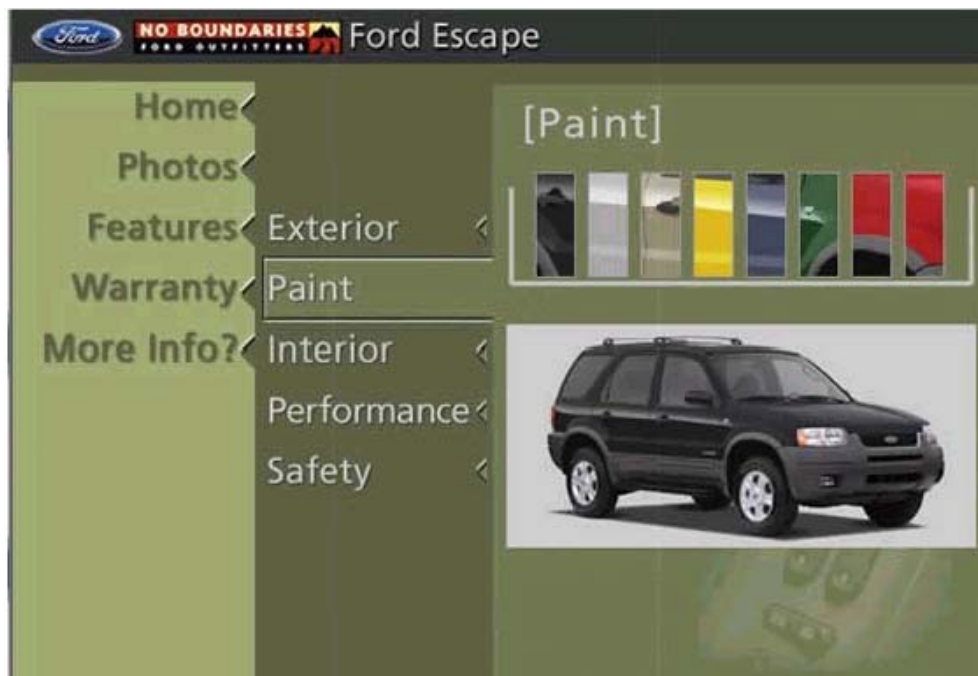 Ford NO BOUNDARIES Ford Escape
FORD OUTFITTERS
Home
Photos
Features
Warranty
More Info?
Exterior
Paint
Interior
Performance
Safety
[Paint]